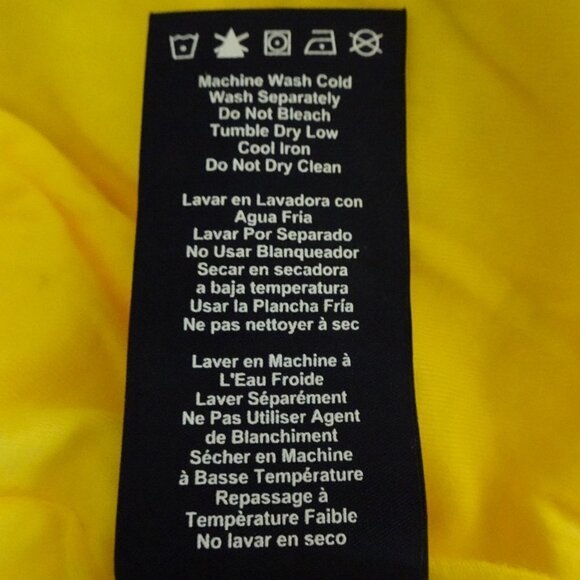 Machine Wash Cold
Wash Separately
Do Not Bleach
Tumble Dry Low
Cool Iron
Do Not Dry Clean
Lavar en Lavadora con
Agua Fria
Lavar Por Separado
No Usar Blanqueador
Secar en secadora
a baja temperatura
Usar la Plancha Fría
Ne pas nettoyer à sec
Laver en Machine à
L'Eau Froide
Laver Séparément
Ne Pas Utiliser Agent
de Blanchiment
Sécher en Machine
à Basse Température
Repassage à
Tempèrature Faible
No lavar en seco